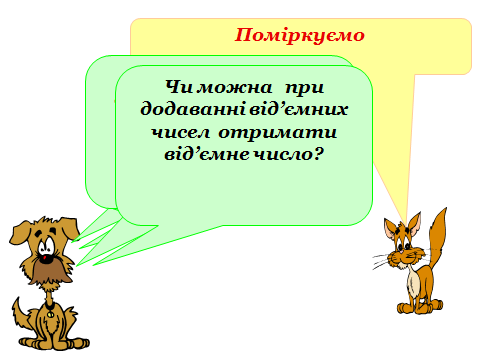 Поміркуємо
Чи можна при
додаванні від’ємних
чисел отримати
від’ємне число?